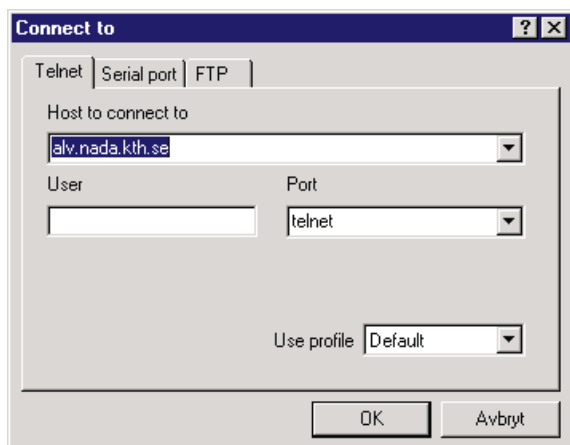 Connect to
Telnet Serial port FTP
Host to connect to
alv.nada.kth.se
User Port
telnet
Use profile Default
OK Avbryt